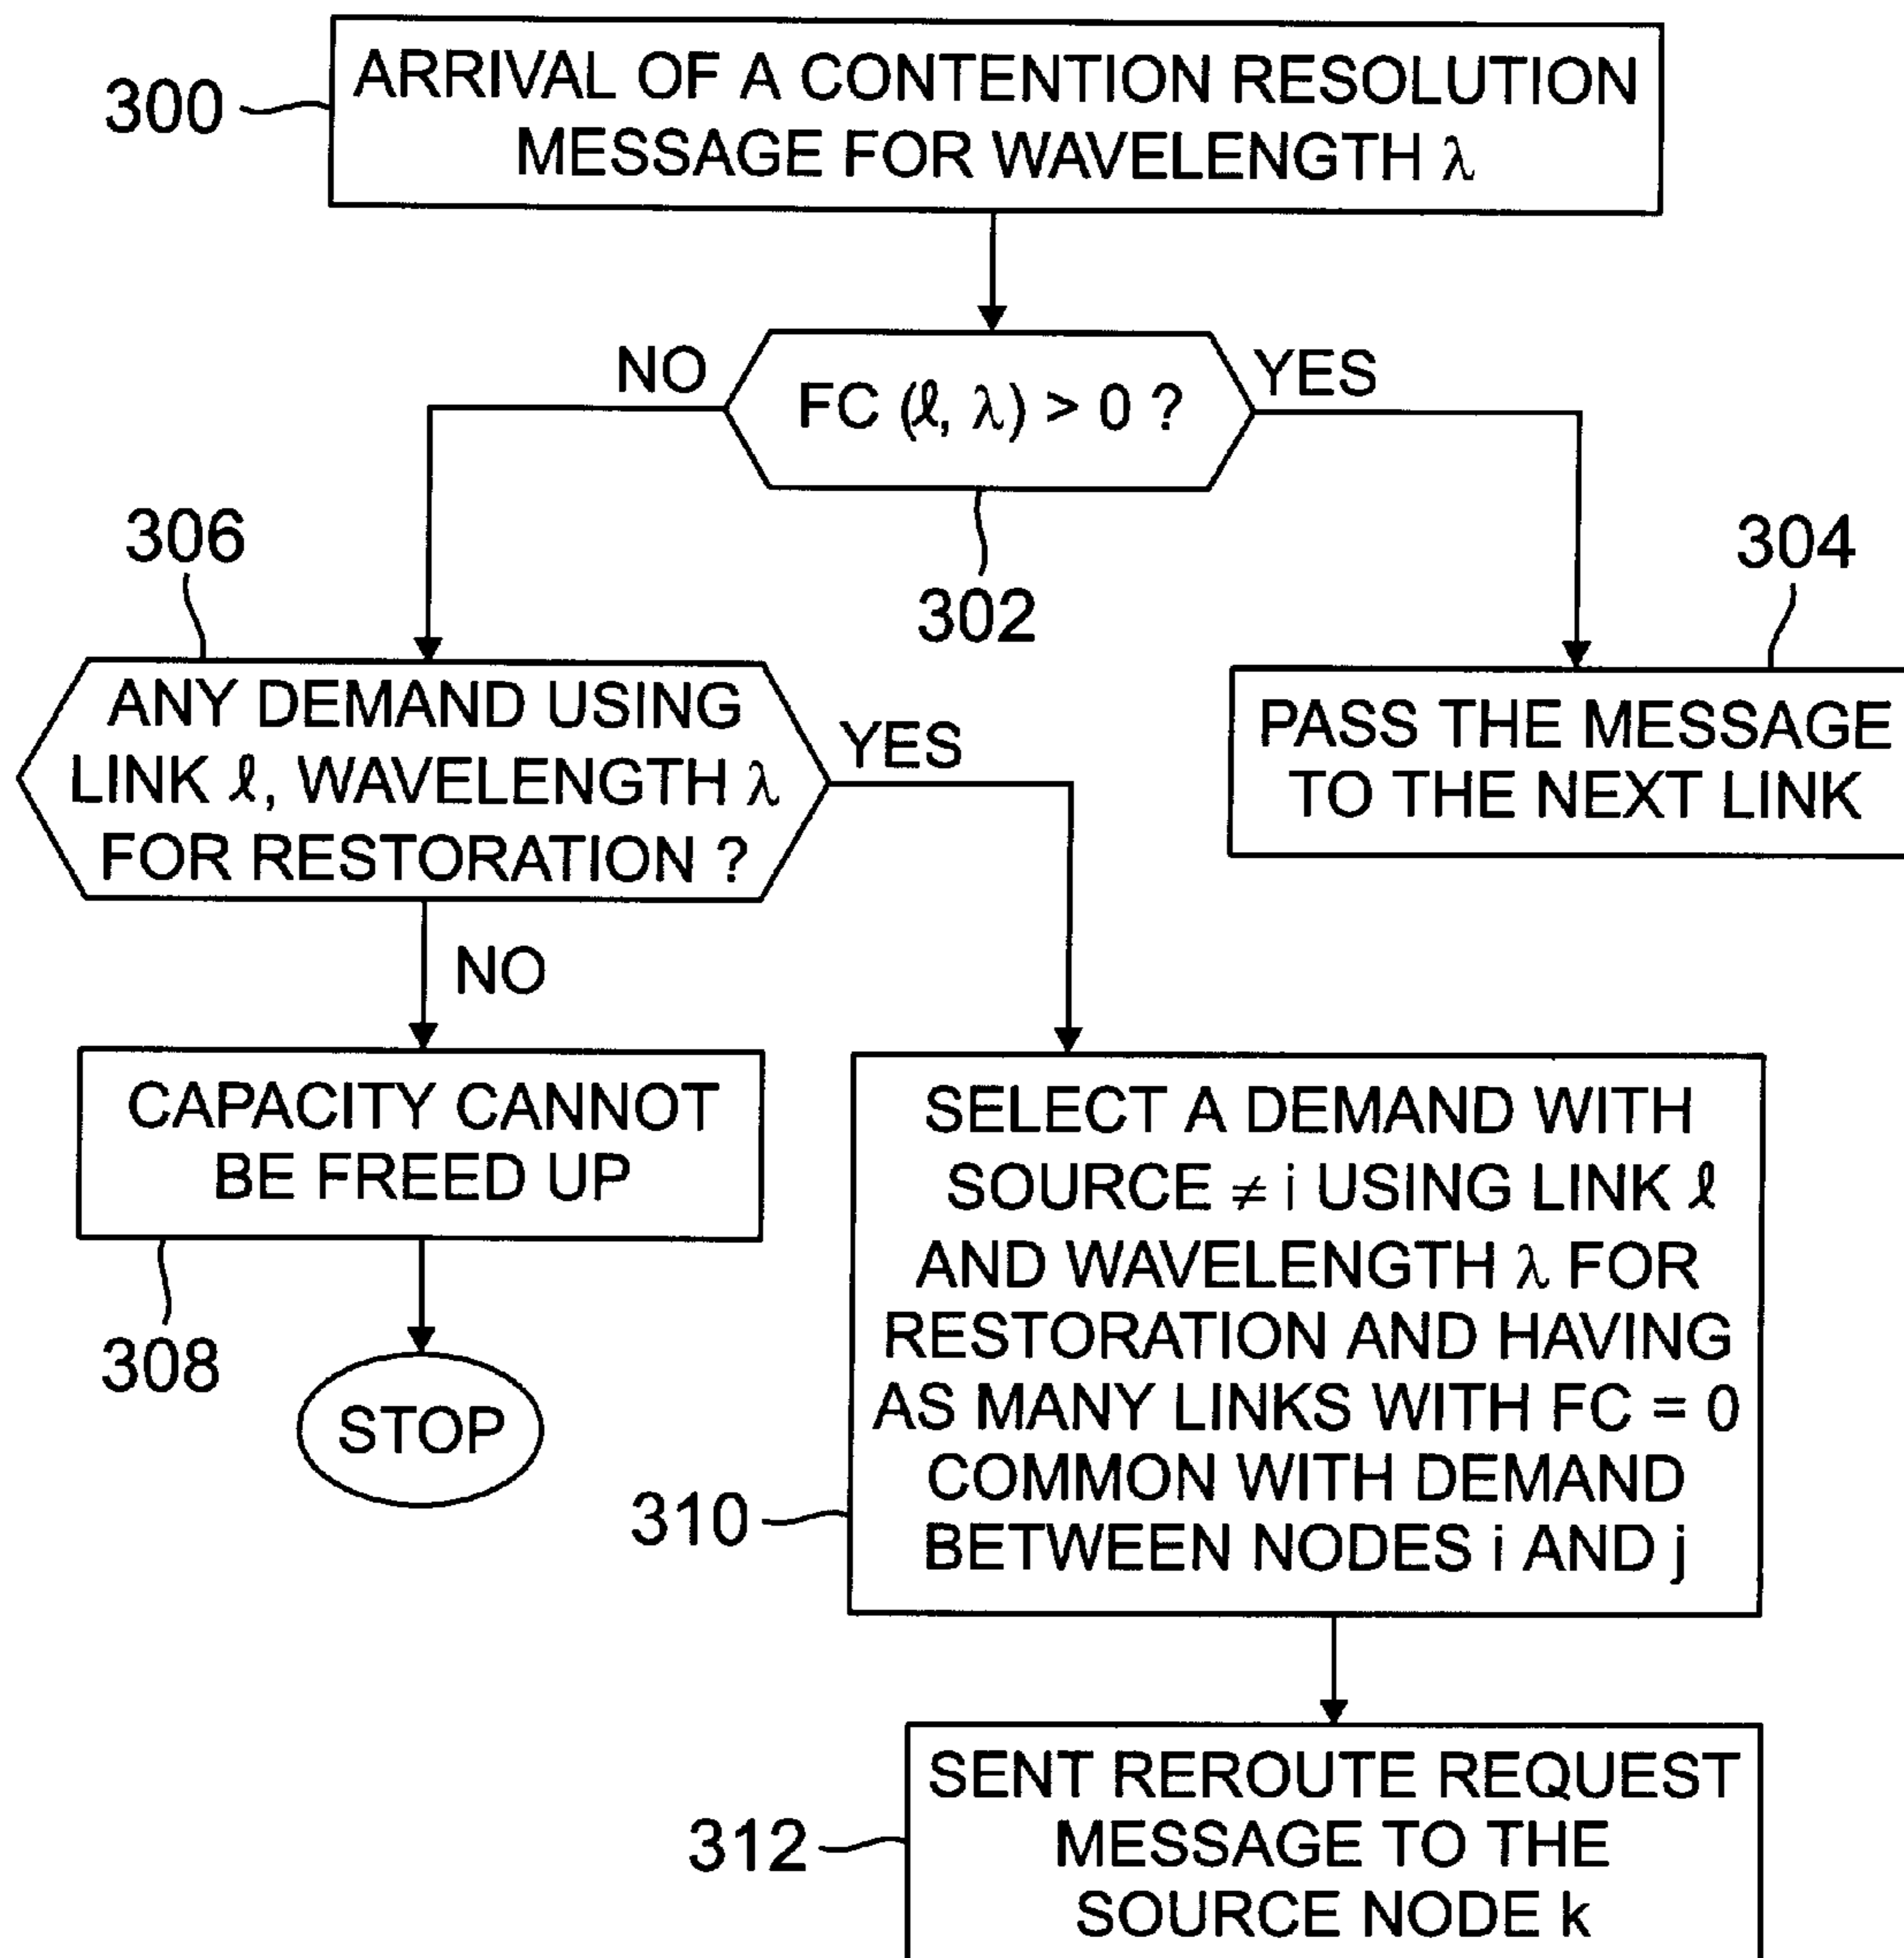 300
ARRIVAL OF A CONTENTION RESOLUTION
MESSAGE FOR WAVELENGTH λ
NO
FC (ℓ, λ) > 0 ?
YES
302
306
304
ANY DEMAND USING
LINK ℓ, WAVELENGTH λ
FOR RESTORATION ?
YES
PASS THE MESSAGE
TO THE NEXT LINK
NO
CAPACITY CANNOT
BE FREED UP
308
STOP
SELECT A DEMAND WITH
SOURCE ≠ i USING LINK ℓ
AND WAVELENGTH λ FOR
RESTORATION AND HAVING
AS MANY LINKS WITH FC = 0
COMMON WITH DEMAND
BETWEEN NODES i AND j
310
SENT REROUTE REQUEST
MESSAGE TO THE
SOURCE NODE k
312